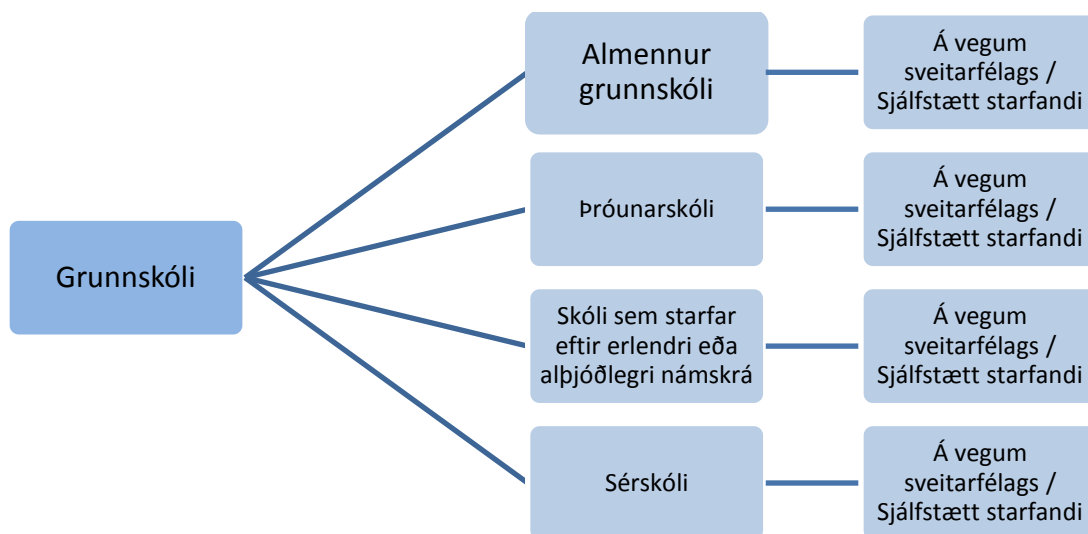 Grunnskóli
Almennur
grunnskóli
Á vegum
sveitarfélags /
Sjálfstætt starfandi
Þróunarskóli
Á vegum
sveitarfélags /
Sjálfstætt starfandi
Skóli sem starfar
eftir erlendri eða
alþjóðlegri námskrá
Á vegum
sveitarfélags /
Sjálfstætt starfandi
Sérskóli
Á vegum
sveitarfélags /
Sjálfstætt starfandi